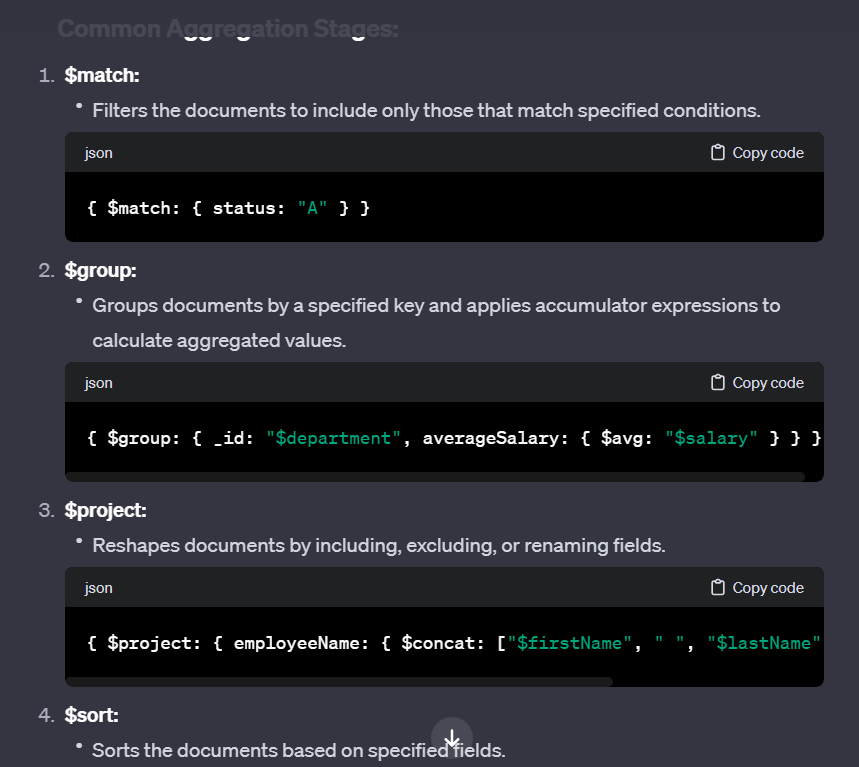 Common Aggregation Stages:
1. $match:
• Filters the documents to include only those that match specified conditions.
json Copy code
{ $match: { status: "A" } }
2. $group:
• Groups documents by a specified key and applies accumulator expressions to
calculate aggregated values.
json Copy code
{ $group: { _id: "$department", averageSalary: { $avg: "$salary" } } }
3. $project:
• Reshapes documents by including, excluding, or renaming fields.
json Copy code
{ $project: { employeeName: { $concat: ["$firstName", " ", "$lastName"
4. $sort:
• Sorts the documents based on specified fields.